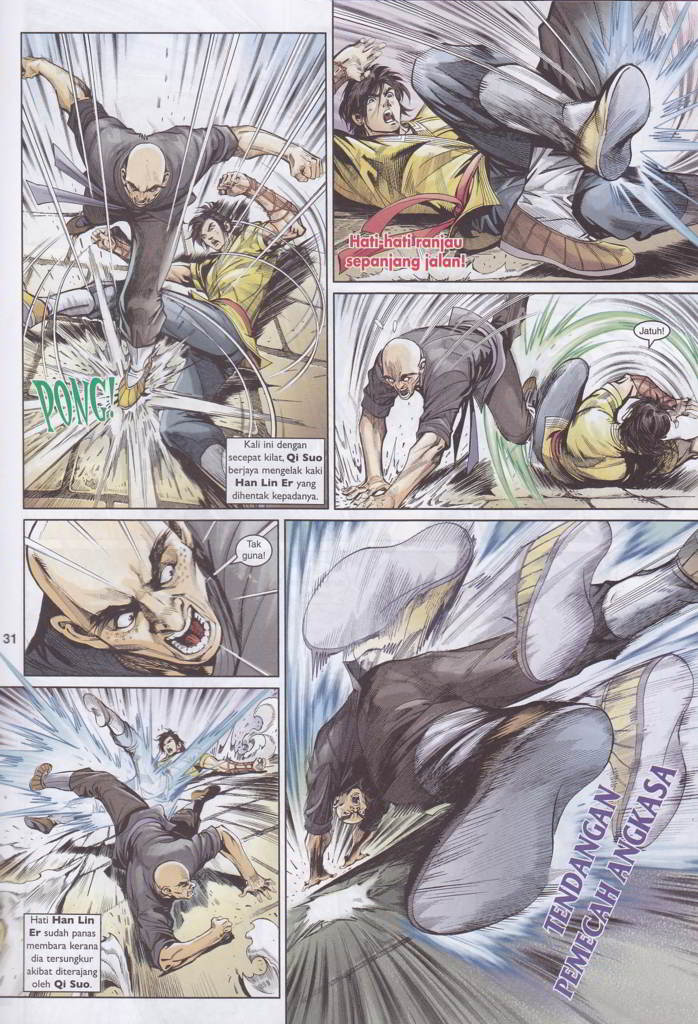 PONG!
Kali ini dengan
secepat kilat, Qi Suo
berjaya mengelak kaki
Han Lin Er yang
dihentak kepadanya.
Hati-hati ranjau
sepanjang jalan!
Jatuh!
Tak
guna!
Hati Han Lin
Er sudah panas
membara kerana
dia tersungkur
akibat diterajang
oleh Qi Suo.
TENDANGAN
PEMECAH ANGKASA
31